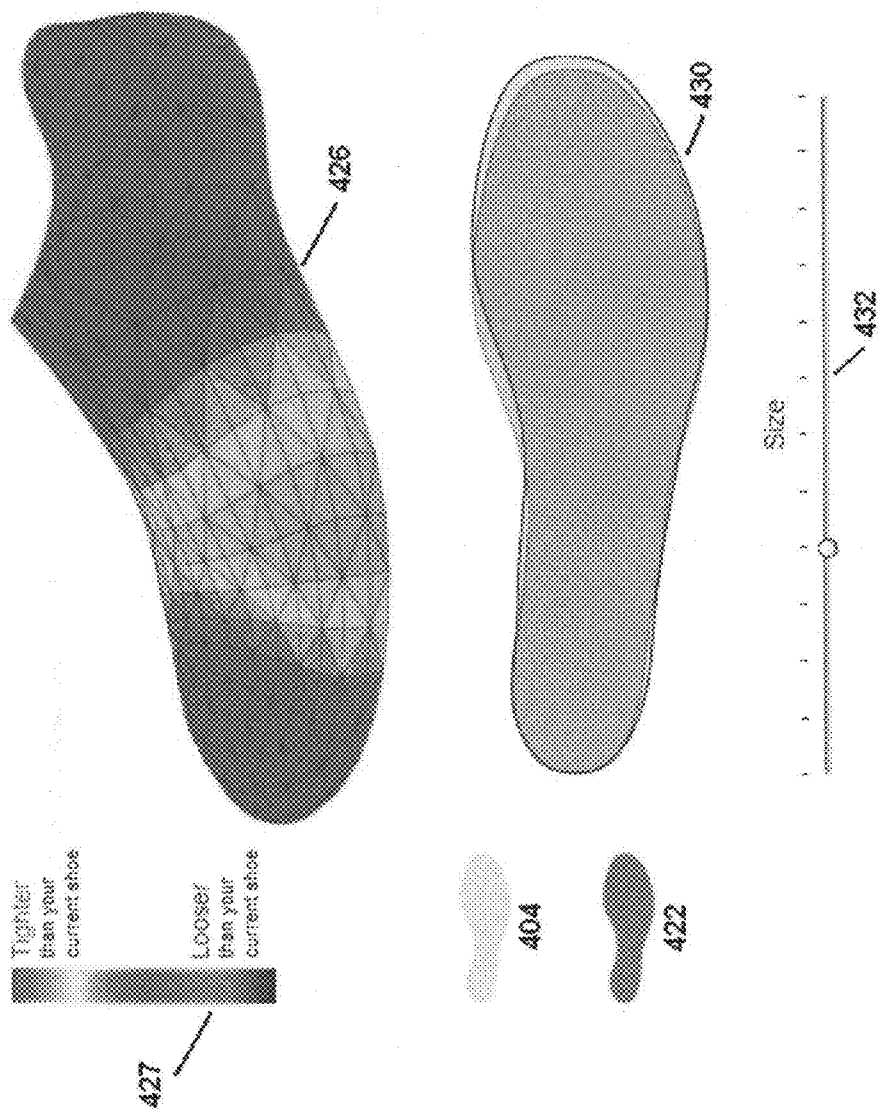 427
Tighter
than your
current shoe
Looser
than your
current shoe
426
404
422
430
Size
432